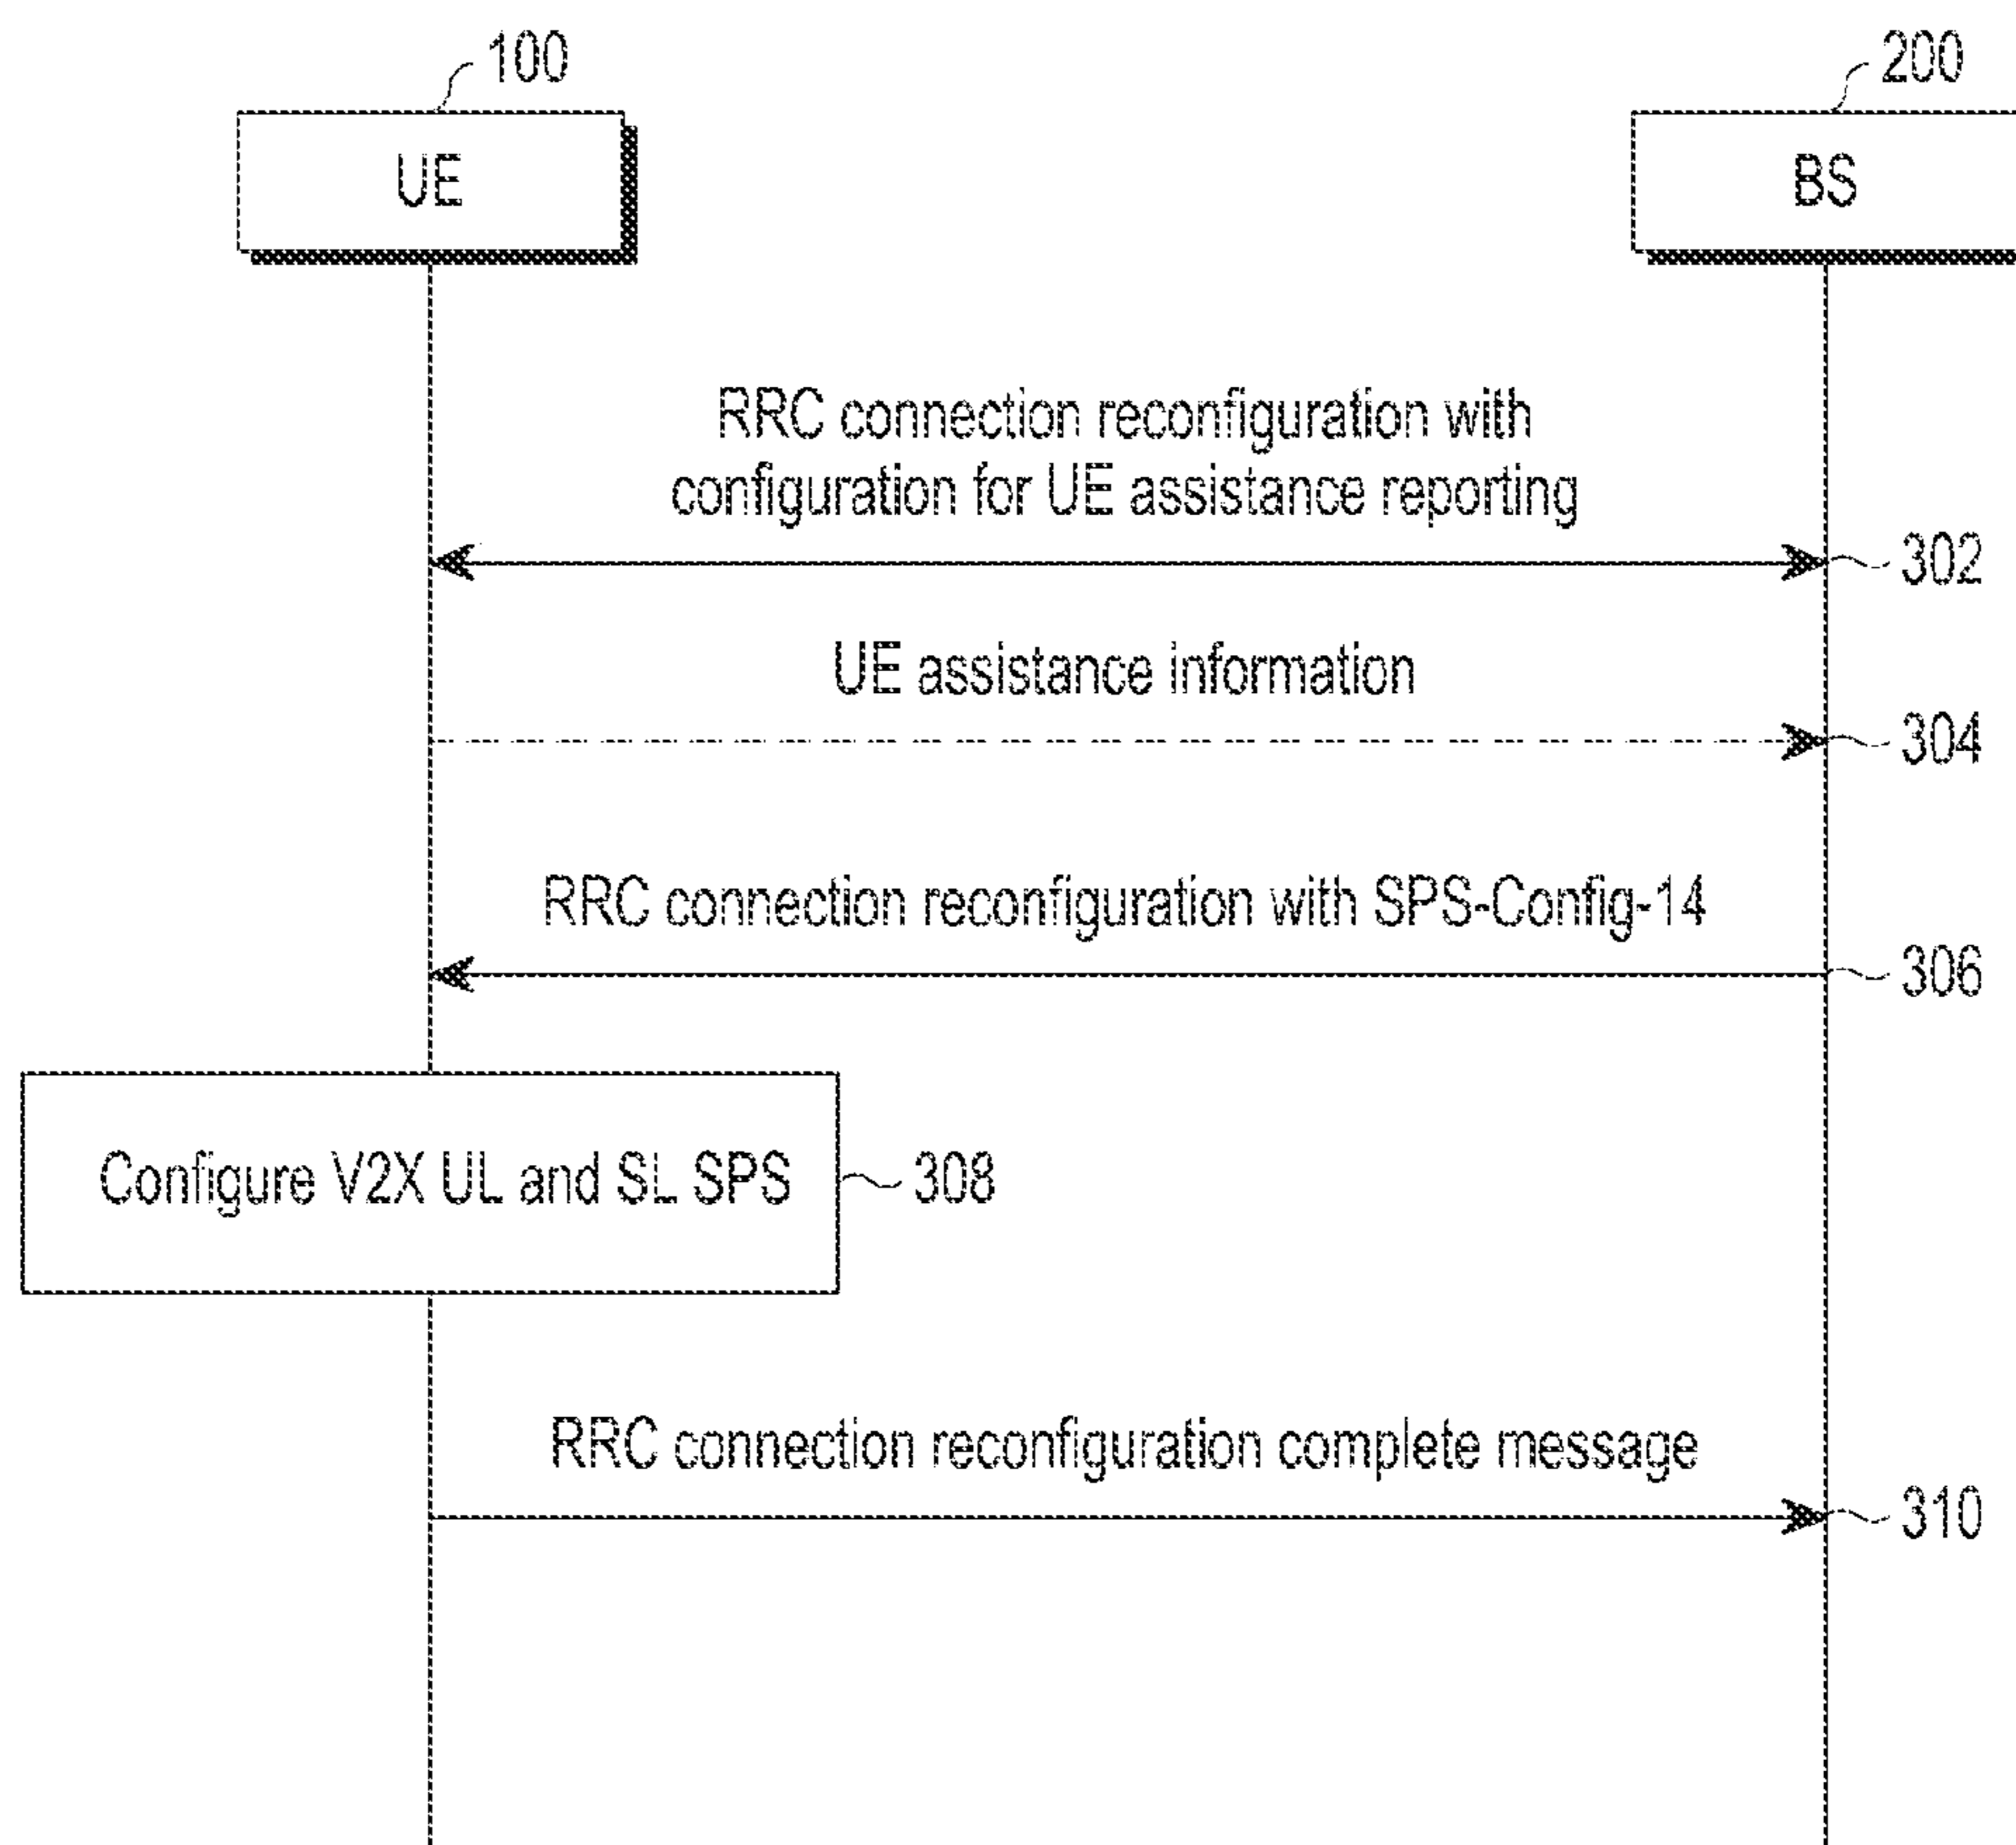 100
200
UE
BS
RRC connection reconfiguration with
configuration for UE assistance reporting
302
UE assistance information
304
RRC connection reconfiguration with SPS-Config-14
306
Configure V2X UL and SL SPS
308
RRC connection reconfiguration complete message
310